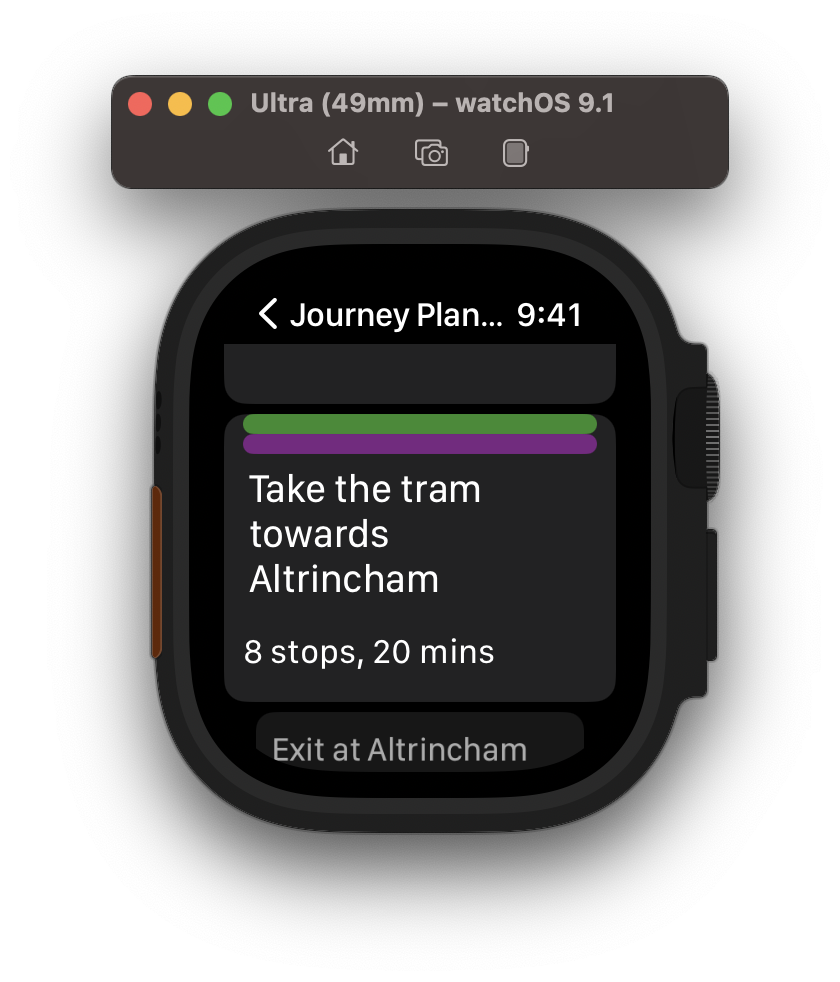 Ultra (49mm) – watchOS 9.1
Journey Plan... 9:41
Take the tram
towards
Altrincham
8 stops, 20 mins
Exit at Altrincham